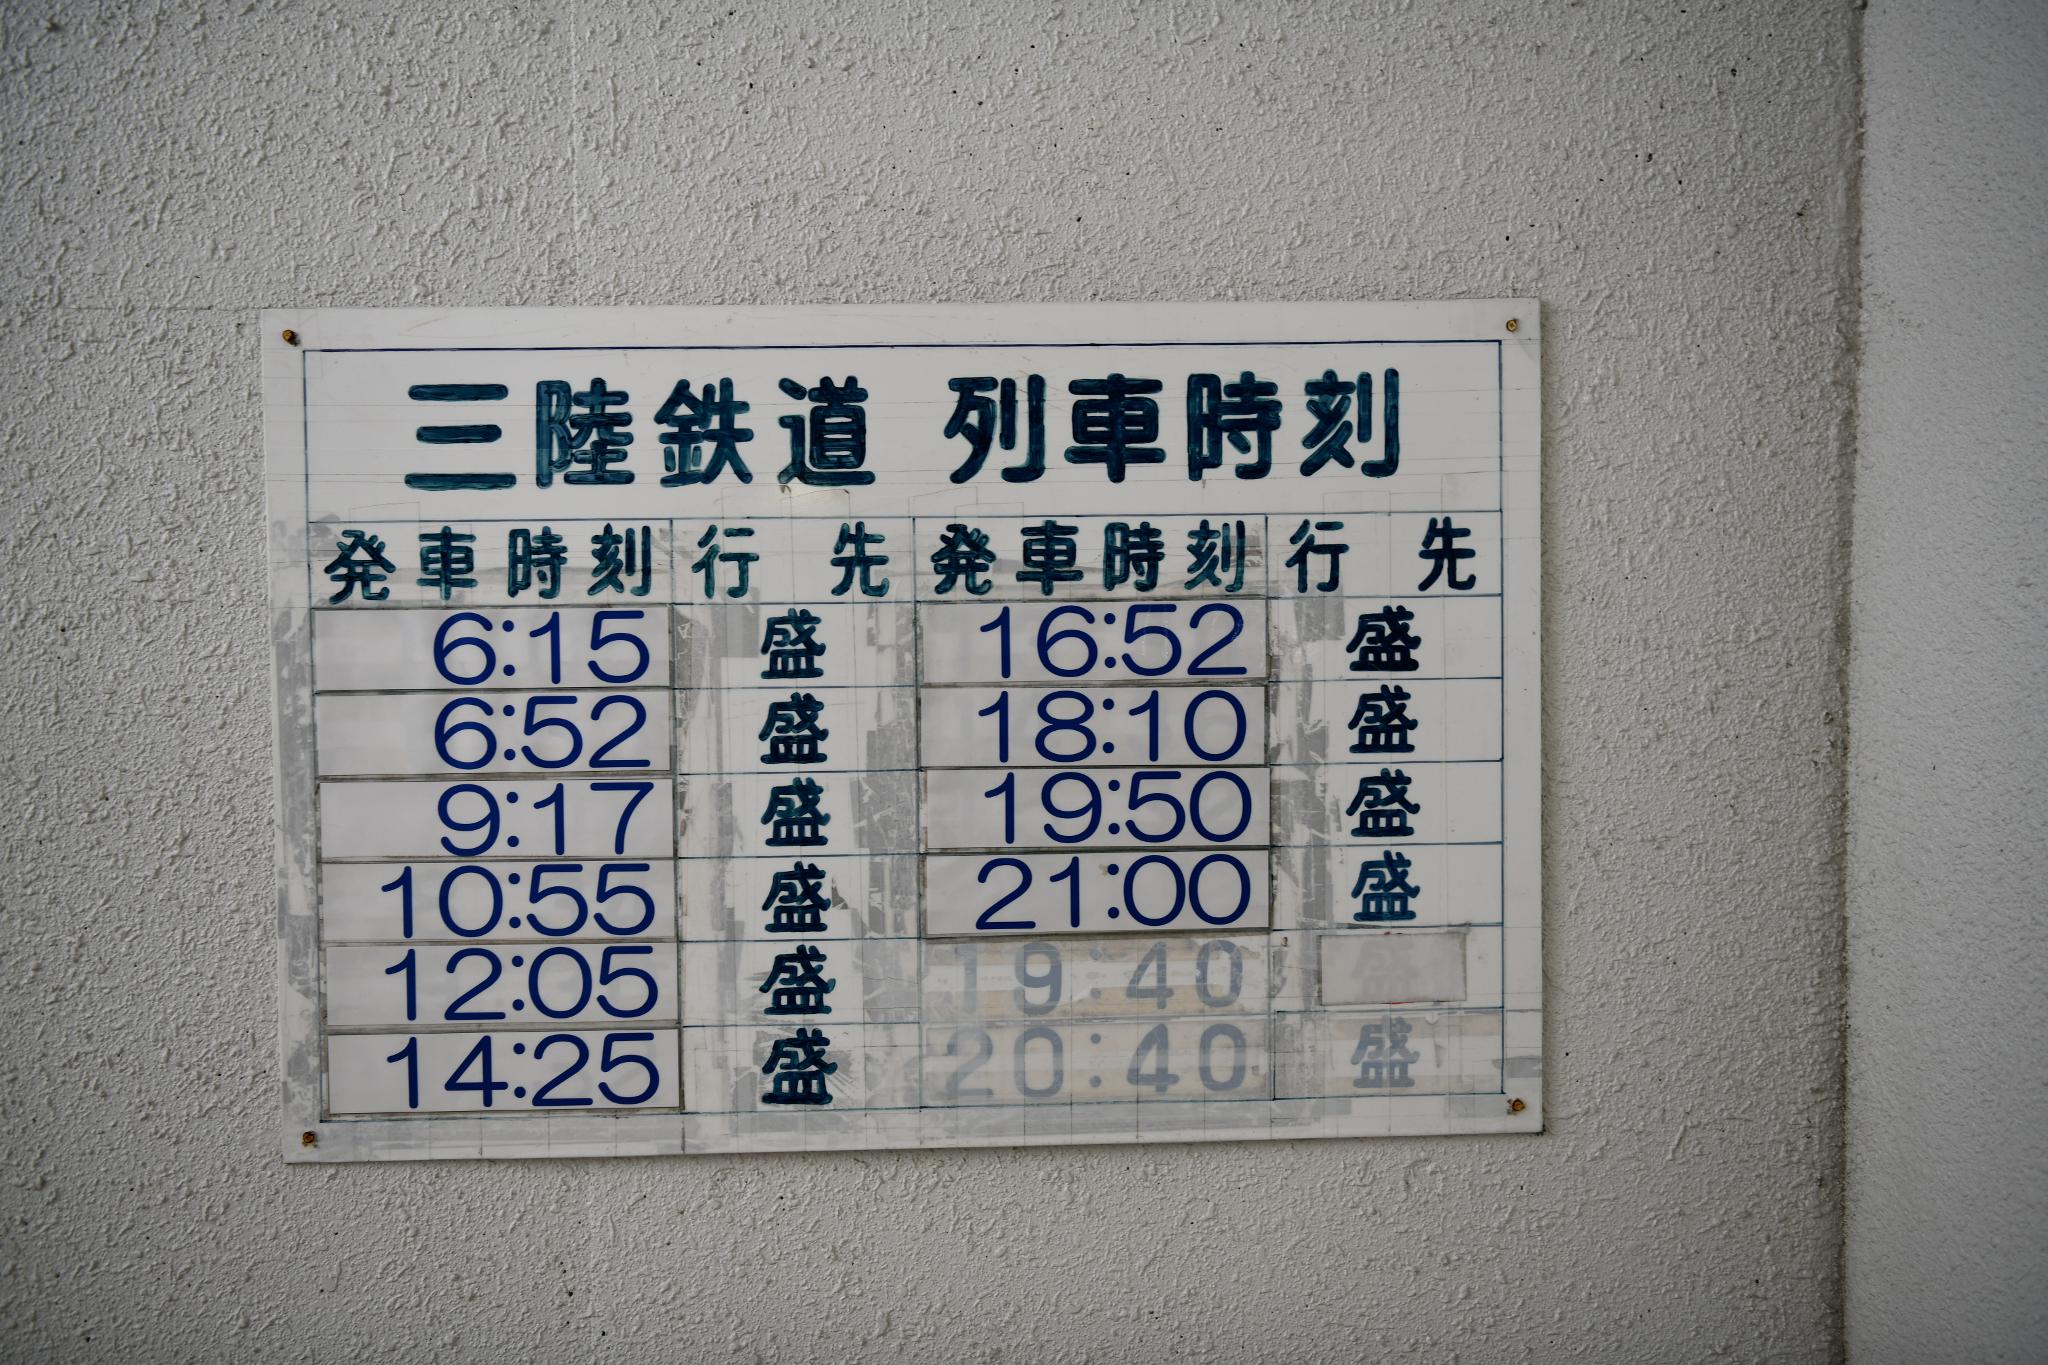 三陸鉄道 列車時刻
発車時刻 行先 発車時刻 行先
6:15 盛 16:52 盛
6:52 盛 18:10 盛
9:17 盛 19:50 盛
10:55 盛 21:00 盛
12:05 盛 19:40 盛
14:25 盛 20:40 盛